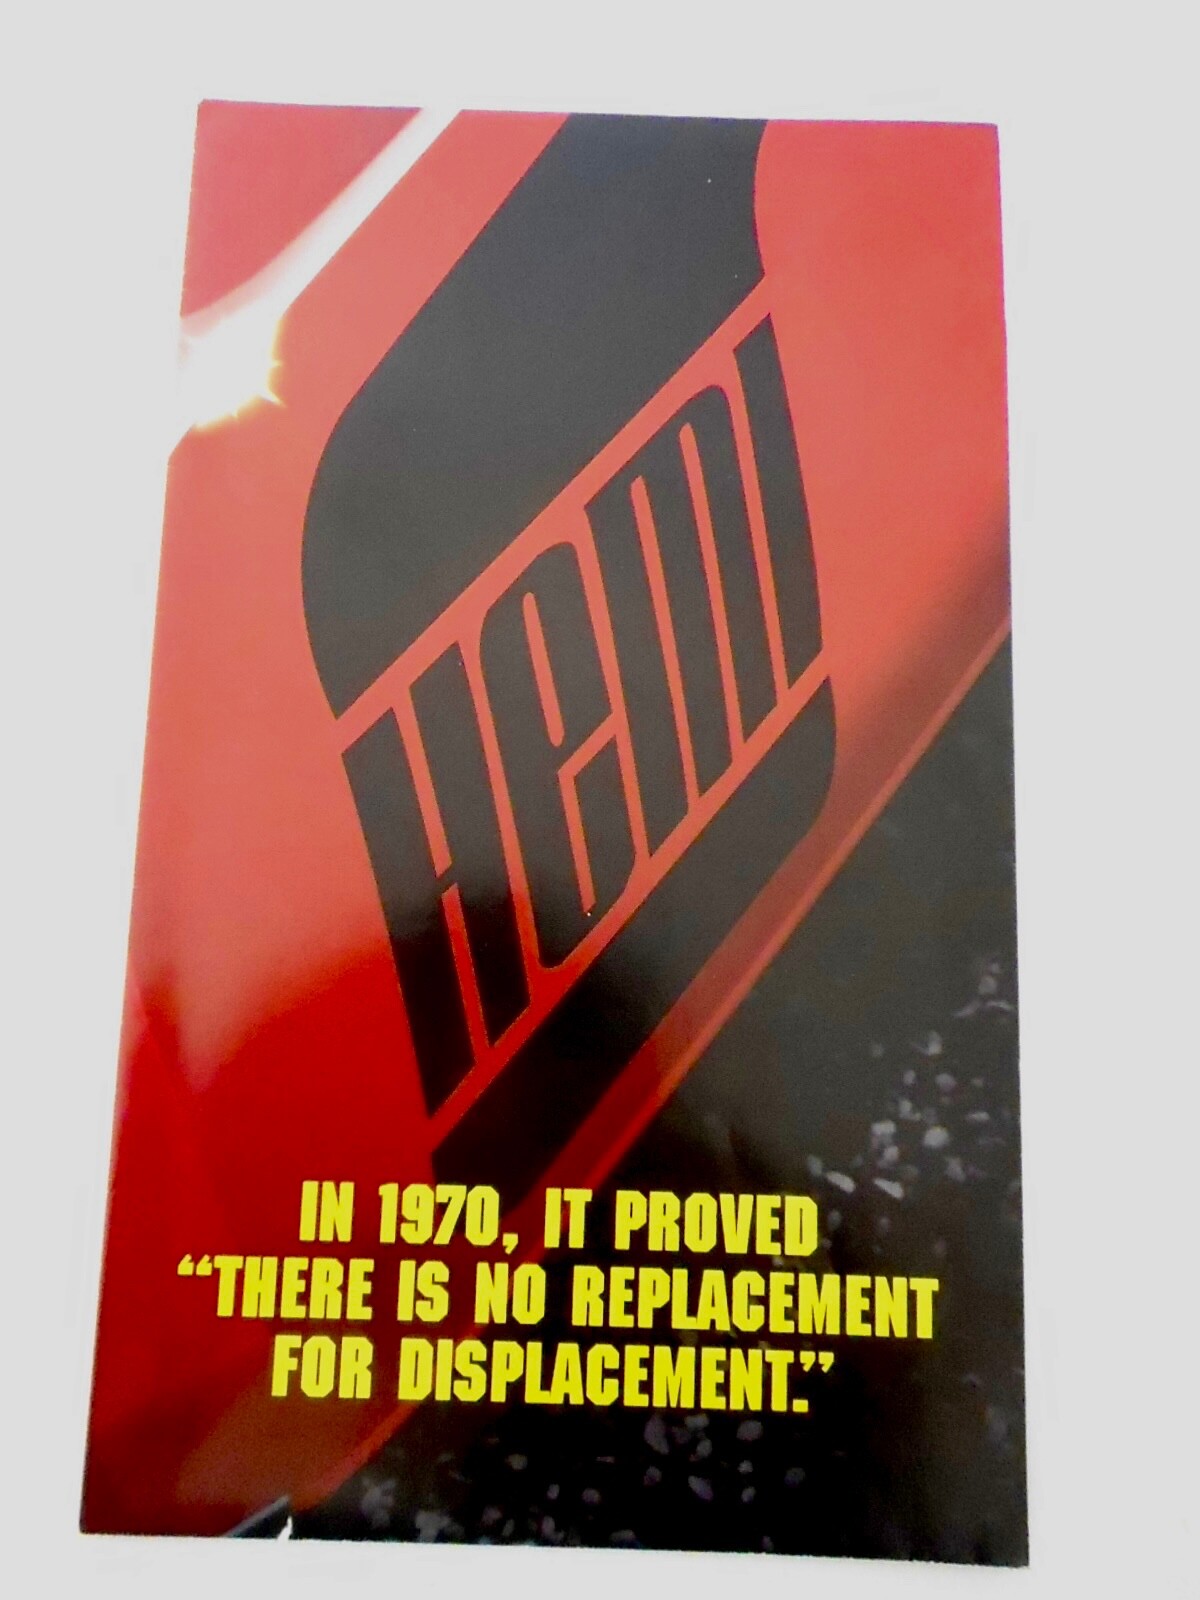 HEMI
IN 1970, IT PROVED
“THERE IS NO REPLACEMENT
FOR DISPLACEMENT.”